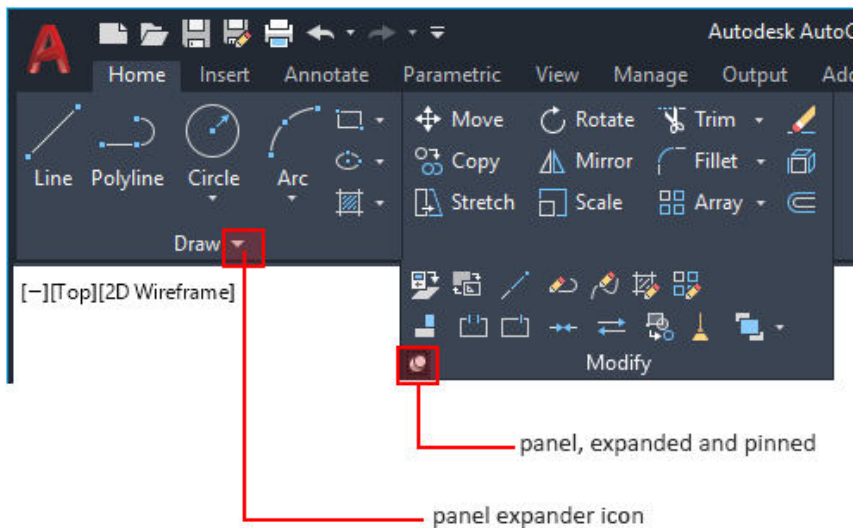 Autodesk AutoC
Home Insert Annotate Parametric View Manage Output Add
Line Polyline Circle Arc
Move Rotate Trim
Copy Mirror Fillet
Stretch Scale Array
Draw
[−][Top][2D Wireframe]
Modify
panel, expanded and pinned
panel expander icon